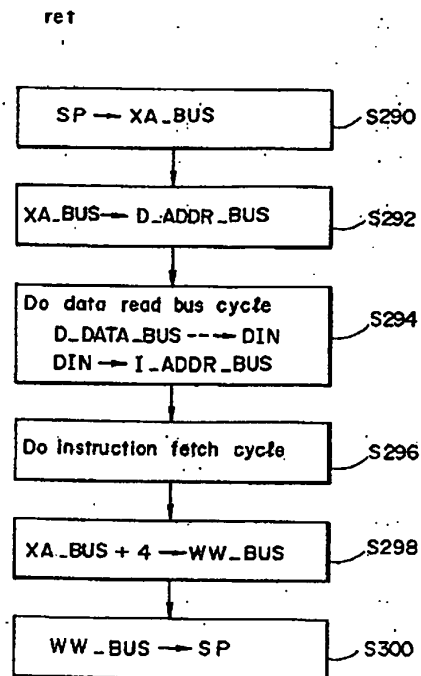 ret
SP → XA_BUS
S290
XA_BUS → D_ADDR_BUS
S292
Do data read bus cycle
D_DATA_BUS ---→ DIN
DIN → I_ADDR_BUS
S294
Do instruction fetch cycle
S296
XA_BUS + 4 → WW_BUS
S298
WW_BUS → SP
S300